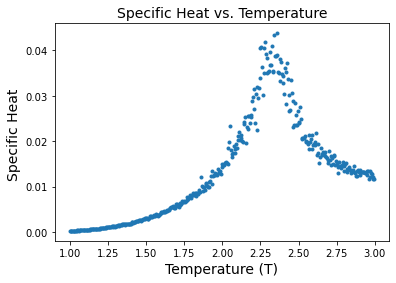 Specific Heat vs. Temperature
0.04
0.03
0.02
0.01
0.00
Specific Heat
1.00 1.25 1.50 1.75 2.00 2.25 2.50 2.75 3.00
Temperature (T)